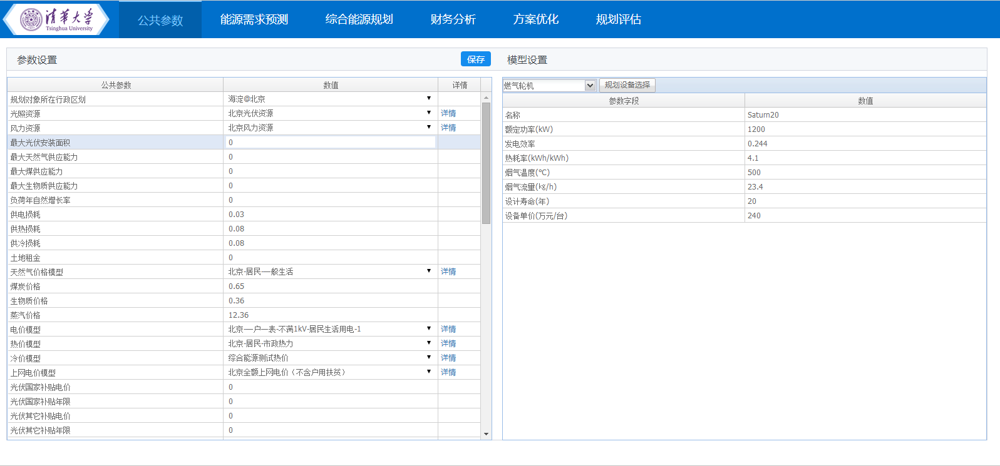 清華大学
Tsinghua University
公共参数 能源需求预测 综合能源规划 财务分析 方案优化 规划评估
参数设置 保存 模型设置
公共参数 数值 详情
规划对象所在行政区划 海淀@北京
光照资源 北京光伏资源 详情
风力资源 北京风力资源 详情
最大光伏安装面积 0
最大天然气供应能力 0
最大煤供应能力 0
最大生物质供应能力 0
负荷年自然增长率 0
供电损耗 0.03
供热损耗 0.08
供冷损耗 0.08
土地租金 0
天然气价格模型 北京-居民-一般生活 详情
煤炭价格 0.65
生物质价格 0.36
蒸汽价格 12.36
电价模型 北京-一户一表-不满1kV-居民生活用电-1 详情
热价模型 北京-居民-市政热力 详情
冷价模型 综合能源测试热价 详情
上网电价模型 北京全额上网电价（不含户用扶贫） 详情
光伏国家补贴电价 0
光伏国家补贴年限 0
光伏其它补贴电价 0
光伏其它补贴年限 0
燃气轮机 规划设备选择
参数字段 数值
名称 Saturn20
额定功率(kW) 1200
发电效率 0.244
热耗率(kWh/kWh) 4.1
烟气温度(℃) 500
烟气流量(㎏/h) 23.4
设计寿命(年) 20
设备单价(万元/台) 240